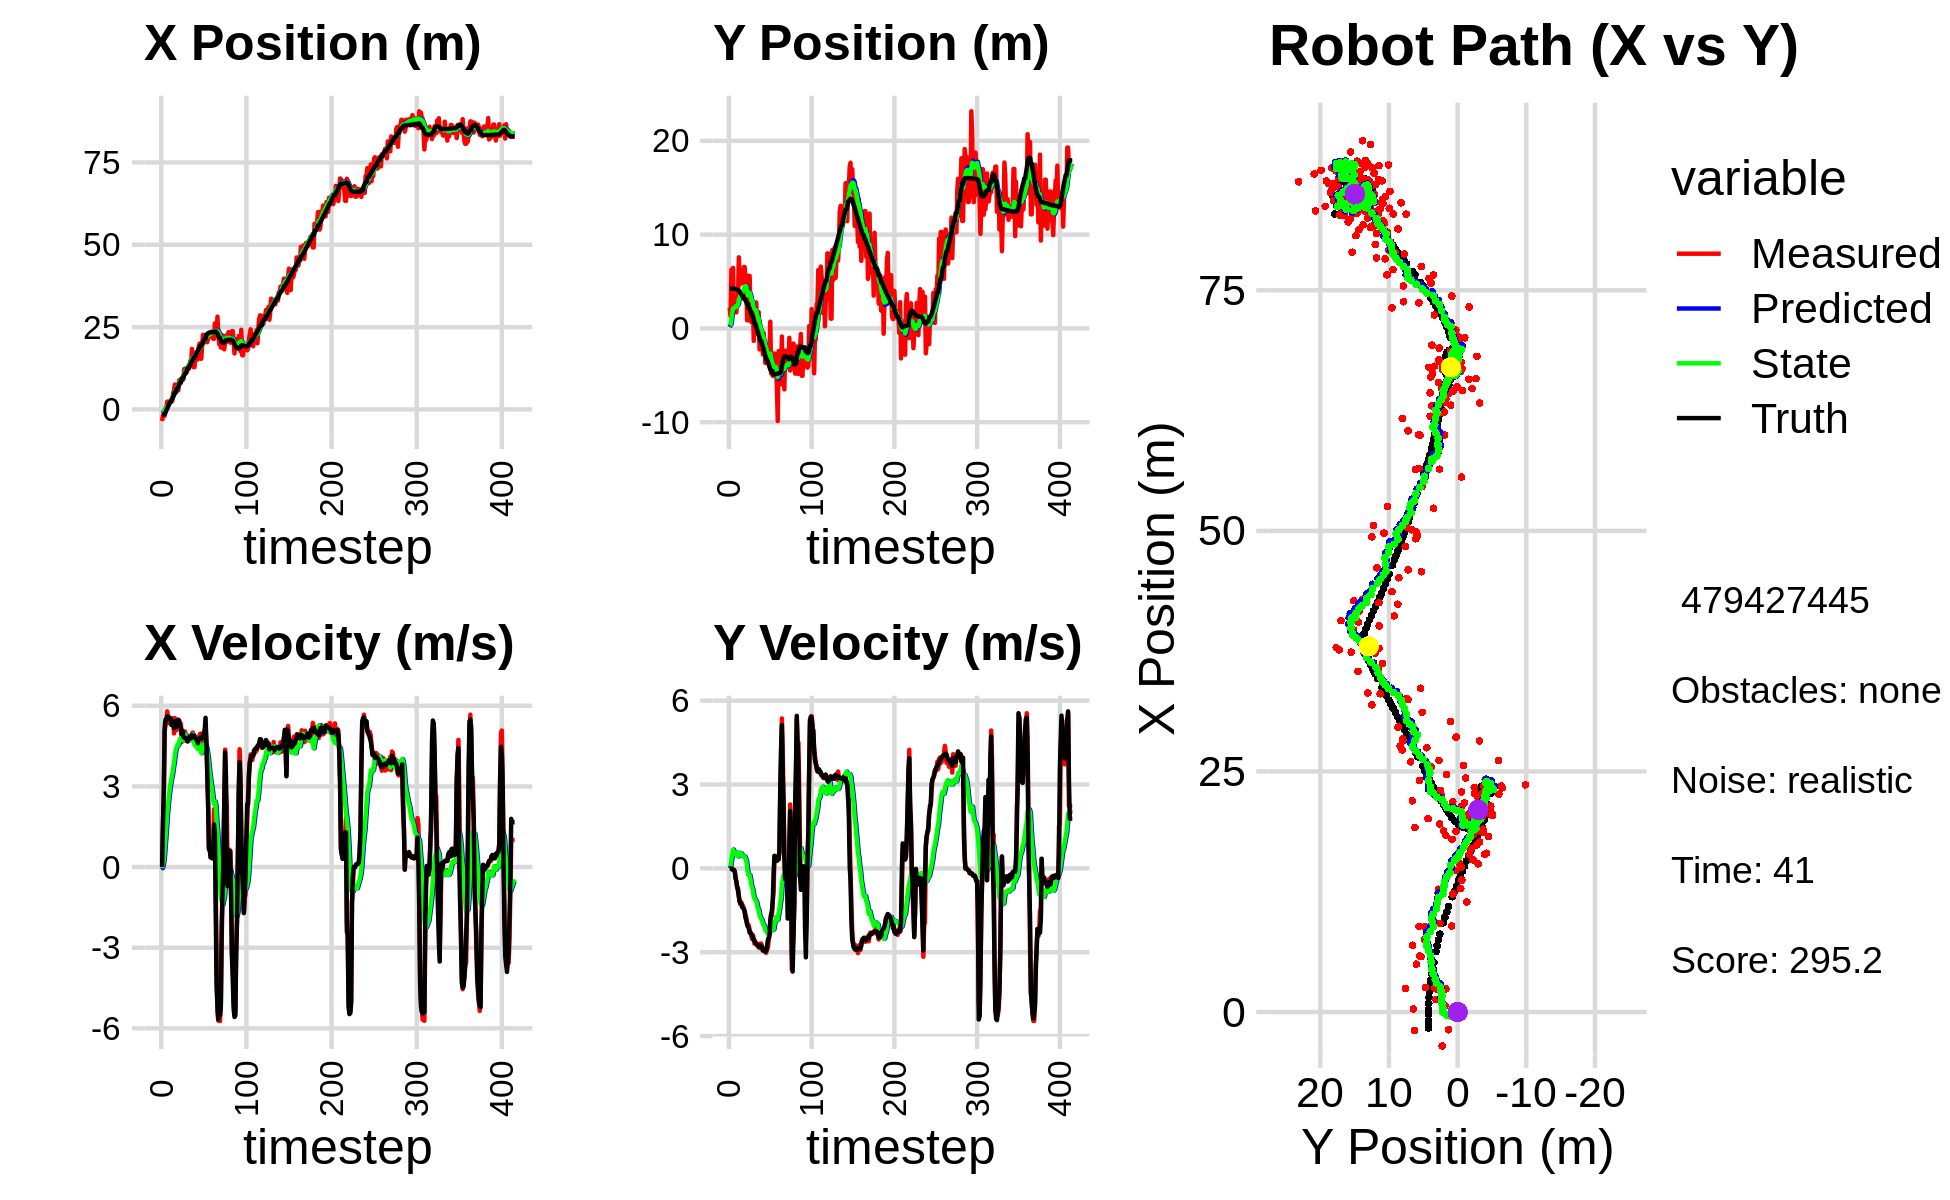 X Position (m)
75
50
25
0
0
100
200
300
400
timestep
Y Position (m)
20
10
0
-10
0
100
200
300
400
timestep
X Velocity (m/s)
6
3
0
-3
-6
0
100
200
300
400
timestep
Y Velocity (m/s)
6
3
0
-3
-6
0
100
200
300
400
timestep
Robot Path (X vs Y)
X Position (m)
75
50
25
0
20 10 0 -10 -20
Y Position (m)
variable
Measured
Predicted
State
Truth
479427445
Obstacles: none
Noise: realistic
Time: 41
Score: 295.2